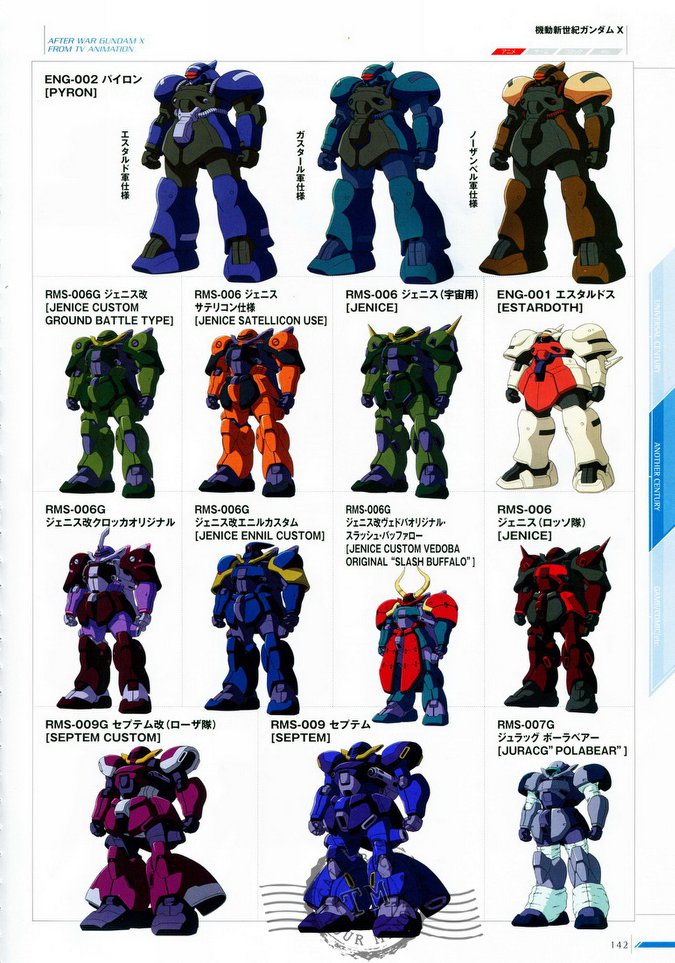 AFTER WAR GUNDAM X
FROM TV ANIMATION
機動新世紀ガンダム X
アニメ
ENG-002 パイロン
[PYRON]
エスタルド軍仕様
ガスタール軍仕様
ノーザンベル軍仕様
RMS-006G ジェニス改
[JENICE CUSTOM
GROUND BATTLE TYPE]
RMS-006 ジェニス
サテリコン仕様
[JENICE SATELLICON USE]
RMS-006 ジェニス(宇宙用)
[JENICE]
ENG-001 エスタルドス
[ESTARDOTH]
RMS-006G
ジェニス改クロッカオリジナル
RMS-006G
ジェニス改エニルカスタム
[JENICE ENNIL CUSTOM]
RMS-006G
ジェニス改ヴェドバオリジナル・
スラッシュ・バッファロー
[JENICE CUSTOM VEDOBA
ORIGINAL “SLASH BUFFALO”]
RMS-006
ジェニス(ロッソ隊)
[JENICE]
RMS-009G セプテム改(ローザ隊)
[SEPTEM CUSTOM]
RMS-009 セプテム
[SEPTEM]
RMS-007G
ジュラッグ ポーラベアー
[JURACG” POLABEAR”]
UNIVERSAL CENTURY
ANOTHER CENTURY
TM
142